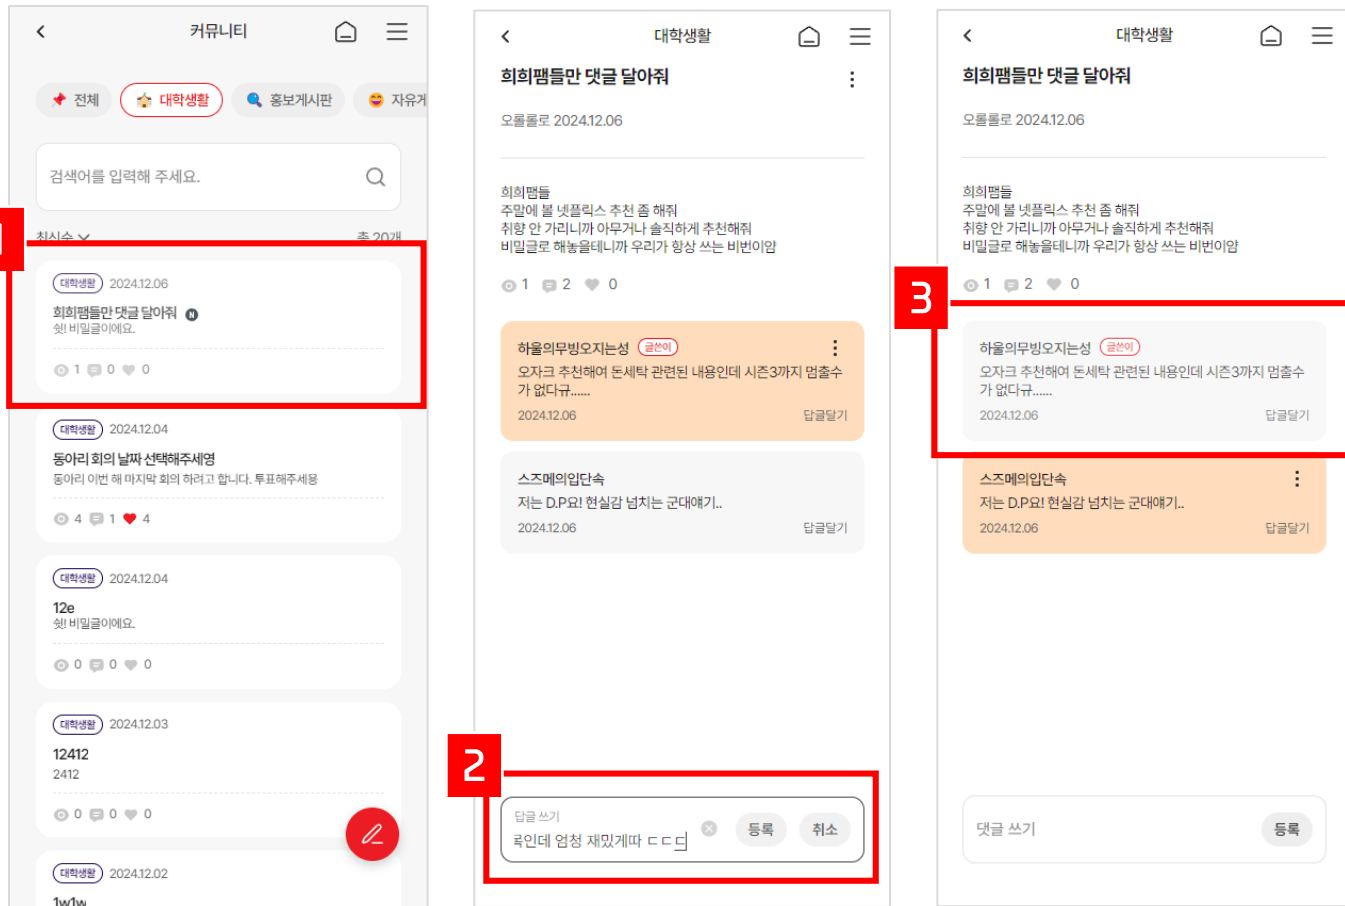 커뮤니티
전체
대학생활
홍보게시판
자유게
검색어를 입력해 주세요.
1
최신순
총 20개
대학생활 2024.12.06
희희팸들만 댓글 달아줘 N
쉿! 비밀글이에요.
1 0 0
대학생활 2024.12.04
동아리 회의 날짜 선택해주세영
동아리 이번 해 마지막 회의 하려고 합니다. 투표해주세용
4 1 4
대학생활 2024.12.04
12e
쉿! 비밀글이에요.
0 0 0
대학생활 2024.12.03
12412
2412
0 0 0
대학생활 2024.12.02
1w1w
대학생활
희희팸들만 댓글 달아줘
오롤롤로 2024.12.06
희희팸들
주말에 볼 넷플릭스 추천 좀 해줘
취향 안 가리니까 아무거나 솔직하게 추천해줘
비밀글로 해놓을테니까 우리가 항상 쓰는 비번이얌
1 2 0
하울의무빙오지는성 글쓴이
오자크 추천해여 돈세탁 관련된 내용인데 시즌3까지 멈출수
가 없다규......
2024.12.06 답글달기
스즈메의입단속
저는 D.P요! 현실감 넘치는 군대얘기..
2024.12.06 답글달기
2
답글 쓰기
인데 엄청 재밌게따 ㄷㄷㄷ
등록
취소
대학생활
희희팸들만 댓글 달아줘
오롤롤로 2024.12.06
희희팸들
주말에 볼 넷플릭스 추천 좀 해줘
취향 안 가리니까 아무거나 솔직하게 추천해줘
비밀글로 해놓을테니까 우리가 항상 쓰는 비번이얌
1 2 0
3
하울의무빙오지는성 글쓴이
오자크 추천해여 돈세탁 관련된 내용인데 시즌3까지 멈출수
가 없다규......
2024.12.06 답글달기
스즈메의입단속
저는 D.P요! 현실감 넘치는 군대얘기..
2024.12.06 답글달기
댓글 쓰기
등록